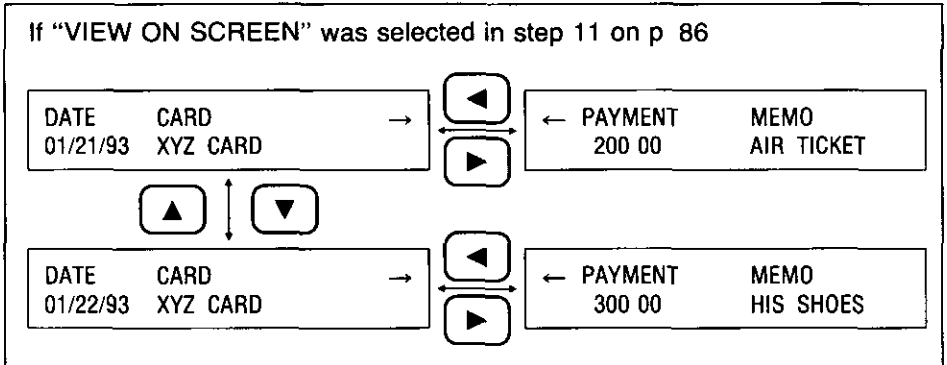 If “VIEW ON SCREEN” was selected in step 11 on p 86
DATE CARD → ← PAYMENT MEMO
01/21/93 XYZ CARD 200 00 AIR TICKET
DATE CARD → ← PAYMENT MEMO
01/22/93 XYZ CARD 300 00 HIS SHOES